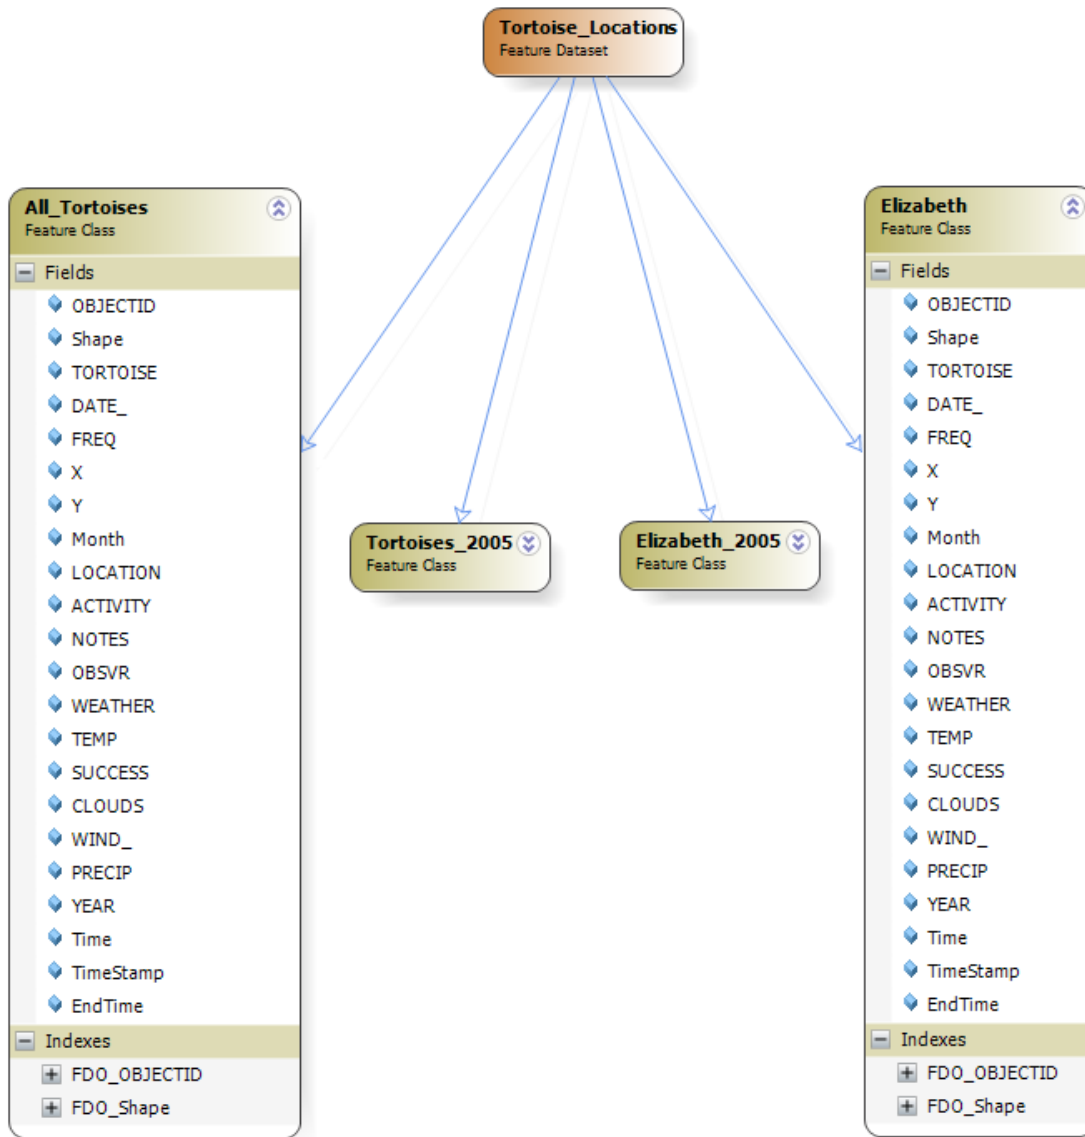 Tortoise_Locations
Feature Dataset
All_Tortoises
Feature Class
Fields
OBJECTID
Shape
TORTOISE
DATE_
FREQ
X
Y
Month
LOCATION
ACTIVITY
NOTES
OBSVR
WEATHER
TEMP
SUCCESS
CLOUDS
WIND_
PRECIP
YEAR
Time
TimeStamp
EndTime
Indexes
FDO_OBJECTID
FDO_Shape
Tortoises_2005
Feature Class
Elizabeth_2005
Feature Class
Elizabeth
Feature Class
Fields
OBJECTID
Shape
TORTOISE
DATE_
FREQ
X
Y
Month
LOCATION
ACTIVITY
NOTES
OBSVR
WEATHER
TEMP
SUCCESS
CLOUDS
WIND_
PRECIP
YEAR
Time
TimeStamp
EndTime
Indexes
FDO_OBJECTID
FDO_Shape